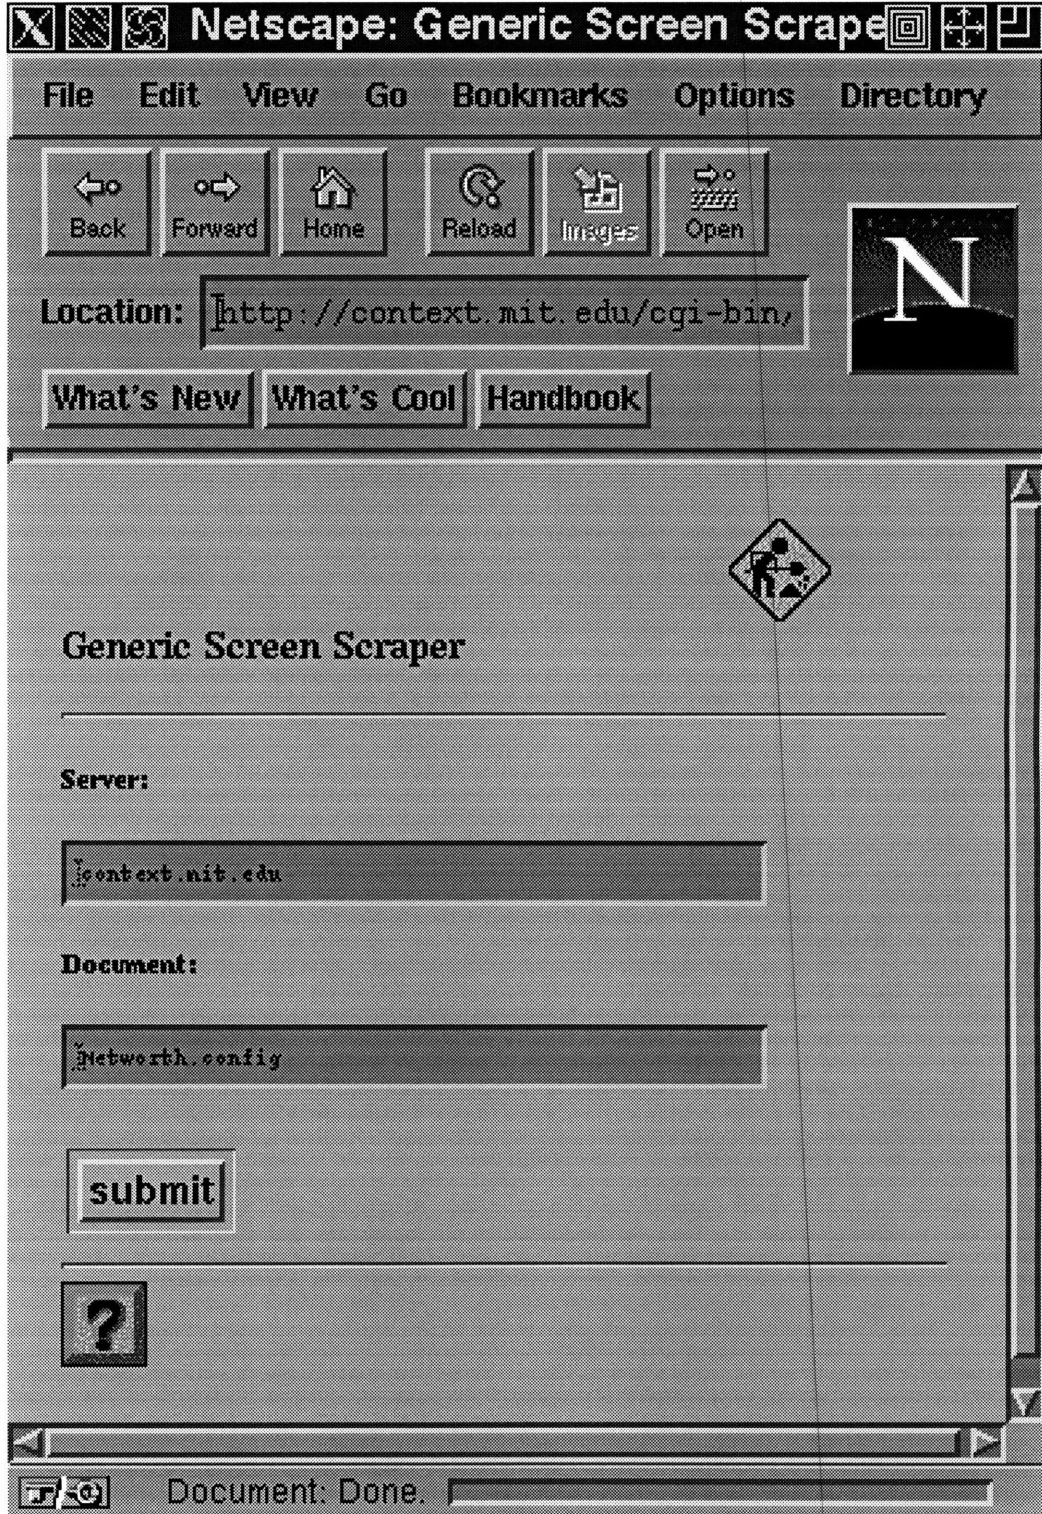 X Netscape: Generic Screen Scrape
File Edit View Go Bookmarks Options Directory
Back Forward Home Reload Images Open
N
Location: http://context.mit.edu/cgi-bin/
What's New What's Cool Handbook
Generic Screen Scraper
Server:
context.mit.edu
Document:
Networth.config
submit
?
Document: Done.